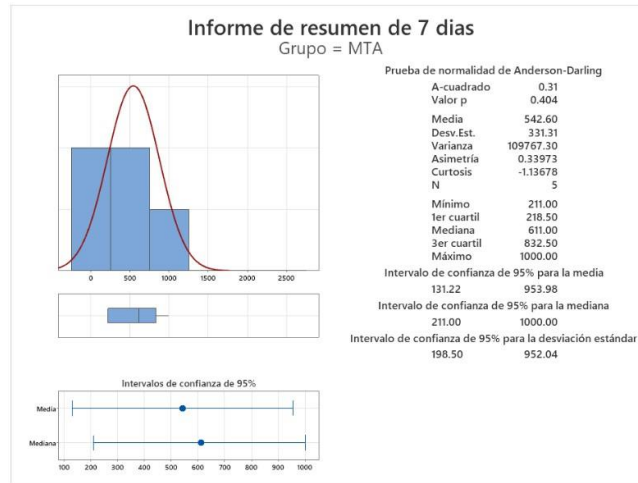 Informe de resumen de 7 dias
Grupo = MTA
Prueba de normalidad de Anderson-Darling
A-cuadrado 0.31
Valor p 0.404
Media 542.60
Desv.Est. 331.31
Varianza 109767.30
Asimetría 0.33973
Curtosis -1.13678
N 5
Mínimo 211.00
1er cuartil 218.50
Mediana 611.00
3er cuartil 832.50
Máximo 1000.00
Intervalo de confianza de 95% para la media
131.22 953.98
Intervalo de confianza de 95% para la mediana
211.00 1000.00
Intervalo de confianza de 95% para la desviación estándar
198.50 952.04
0 500 1000 1500 2000 2500
Intervalos de confianza de 95%
Media
Mediana
100 200 300 400 500 600 700 800 900 1000